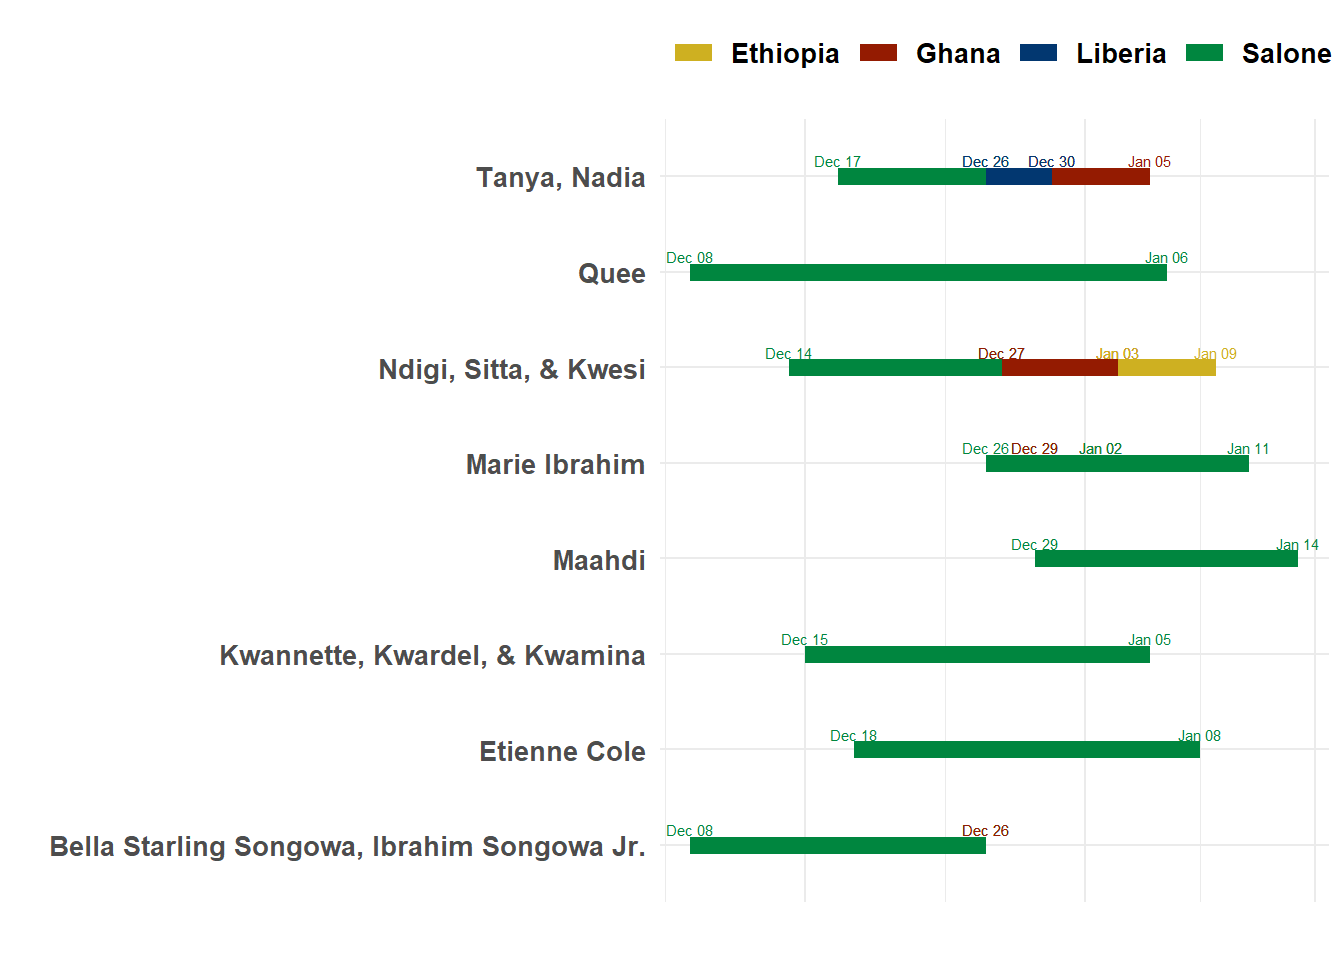 Ethiopia Ghana Liberia Salone
Dec 17 Dec 26 Dec 30 Jan 05
Tanya, Nadia
Dec 08 Jan 06
Quee
Dec 14 Dec 27 Jan 03 Jan 09
Ndigi, Sitta, & Kwesi
Dec 26 Dec 29 Jan 02 Jan 11
Marie Ibrahim
Dec 29 Jan 14
Maahdi
Dec 15 Jan 05
Kwannette, Kwardel, & Kwamina
Dec 18 Jan 08
Etienne Cole
Dec 08 Dec 26
Bella Starling Songowa, Ibrahim Songowa Jr.